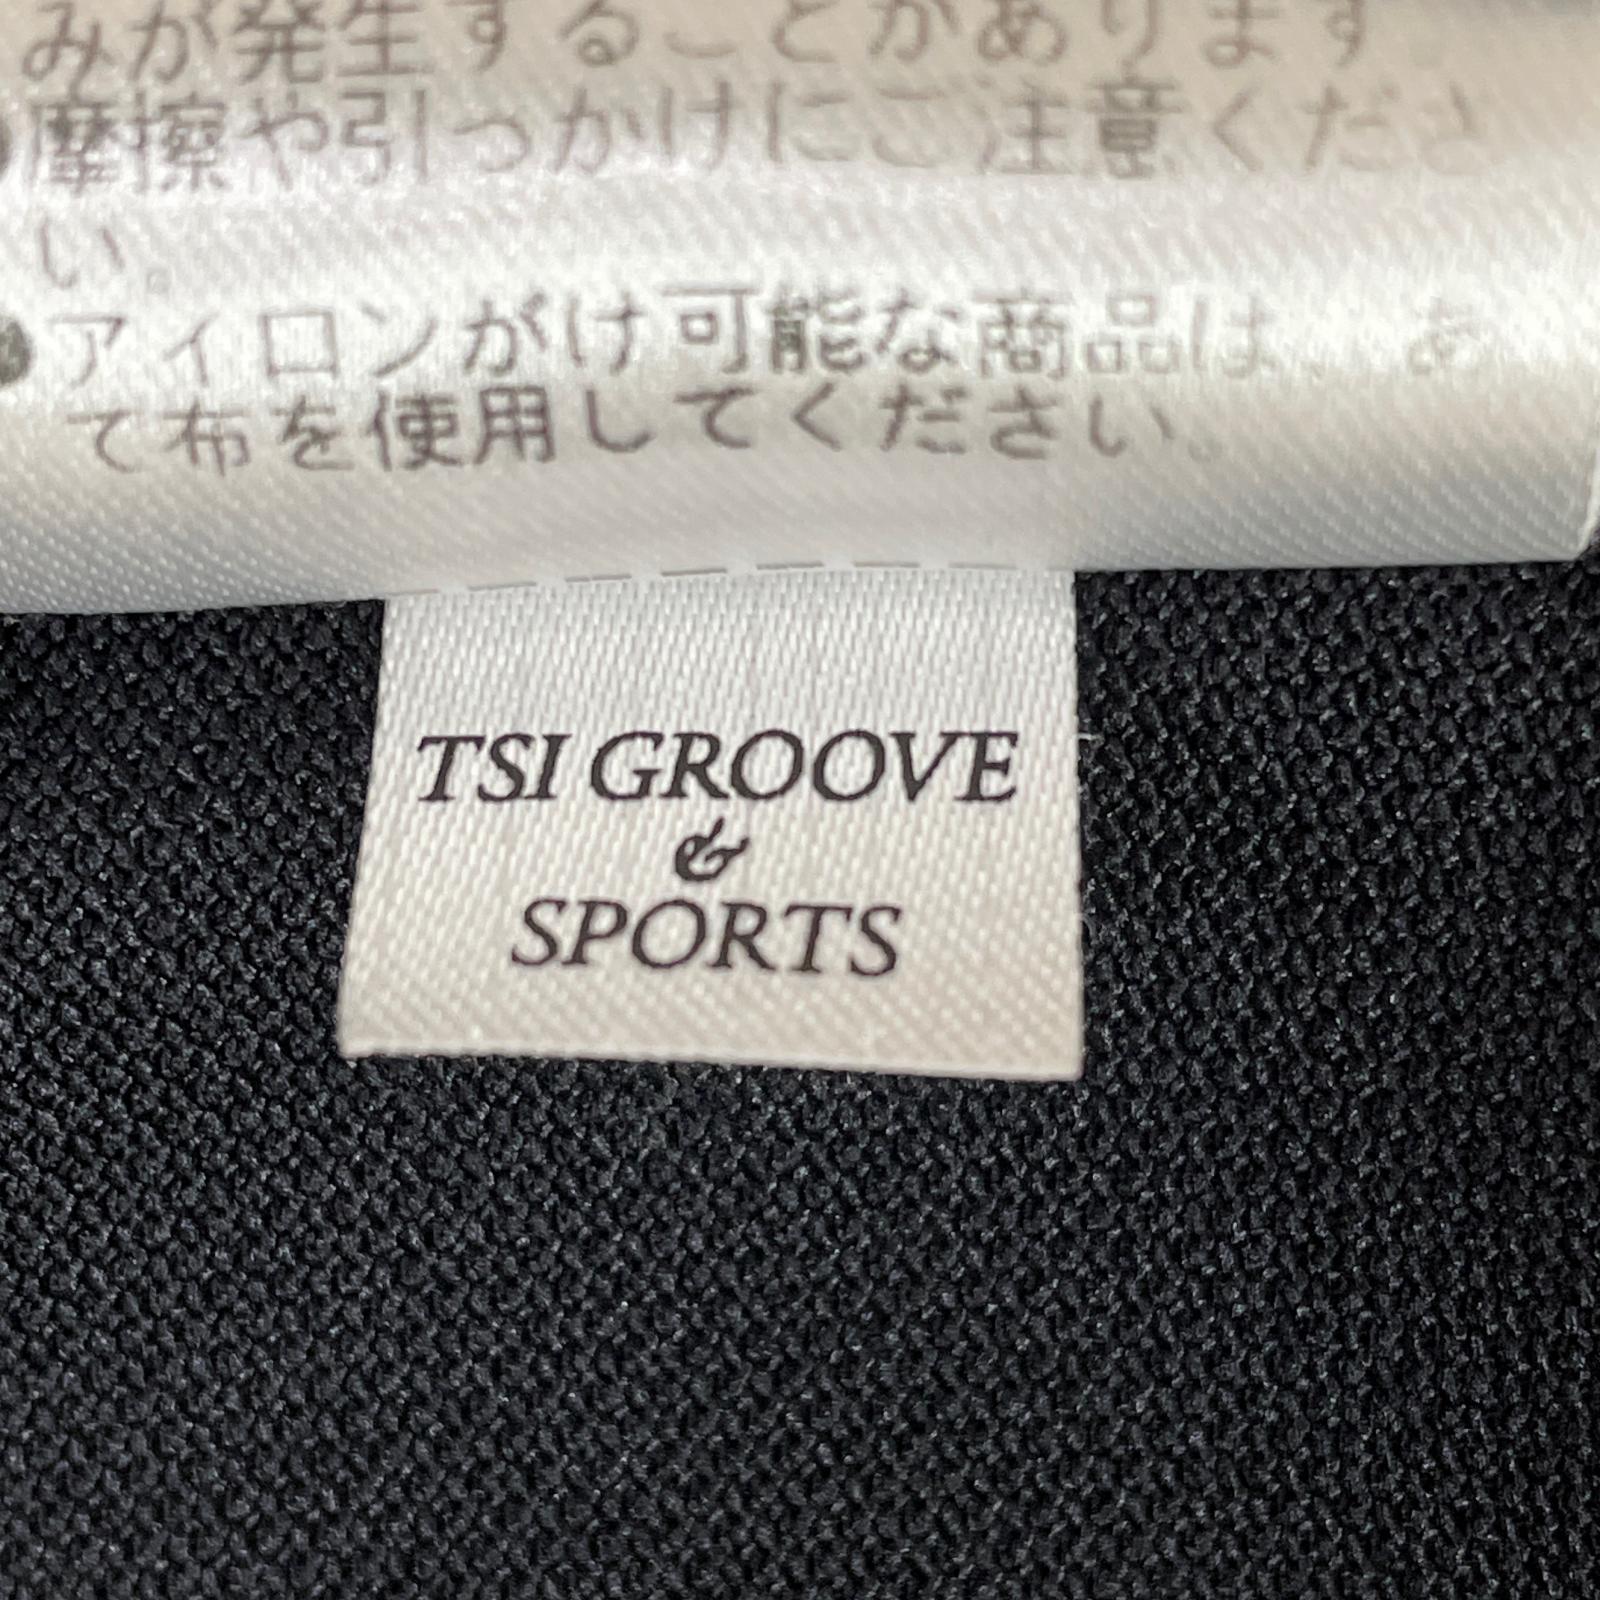 みが発生することがあります。
●摩擦や引っかけにご注意くださ
い。
●アイロンがけ可能な商品は、あ
て布を使用してください。
TSI GROOVE
&
SPORTS